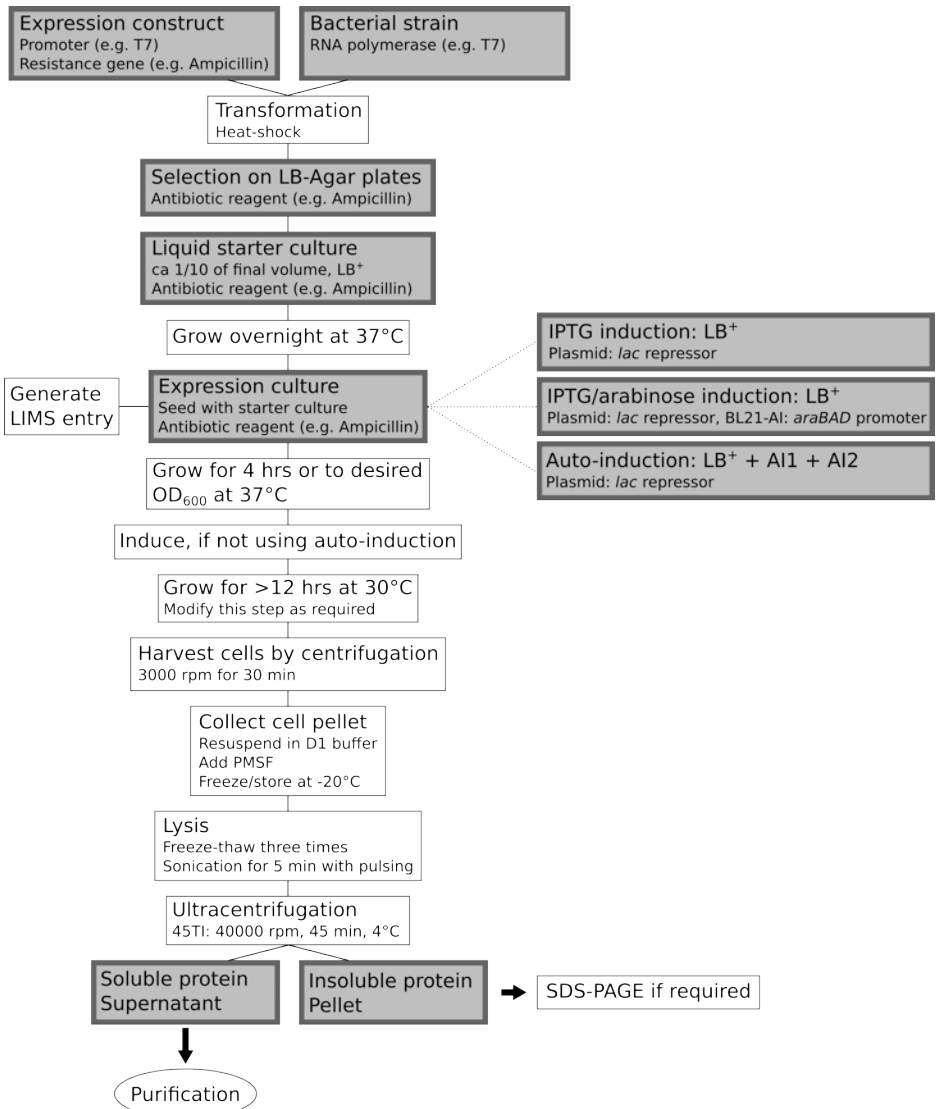 Expression construct
Promoter (e.g. T7)
Resistance gene (e.g. Ampicillin)
Bacterial strain
RNA polymerase (e.g. T7)
Transformation
Heat-shock
Selection on LB-Agar plates
Antibiotic reagent (e.g. Ampicillin)
Liquid starter culture
ca 1/10 of final volume, LB⁺
Antibiotic reagent (e.g. Ampicillin)
Grow overnight at 37°C
Generate
LIMS entry
Expression culture
Seed with starter culture
Antibiotic reagent (e.g. Ampicillin)
IPTG induction: LB⁺
Plasmid: lac repressor
IPTG/arabinose induction: LB⁺
Plasmid: lac repressor, BL21-AI: araBAD promoter
Auto-induction: LB⁺ + AI1 + AI2
Plasmid: lac repressor
Grow for 4 hrs or to desired
OD₆₀₀ at 37°C
Induce, if not using auto-induction
Grow for >12 hrs at 30°C
Modify this step as required
Harvest cells by centrifugation
3000 rpm for 30 min
Collect cell pellet
Resuspend in D1 buffer
Add PMSF
Freeze/store at -20°C
Lysis
Freeze-thaw three times
Sonication for 5 min with pulsing
Ultracentrifugation
45TI: 40000 rpm, 45 min, 4°C
Soluble protein
Supernatant
Insoluble protein
Pellet
SDS-PAGE if required
Purification